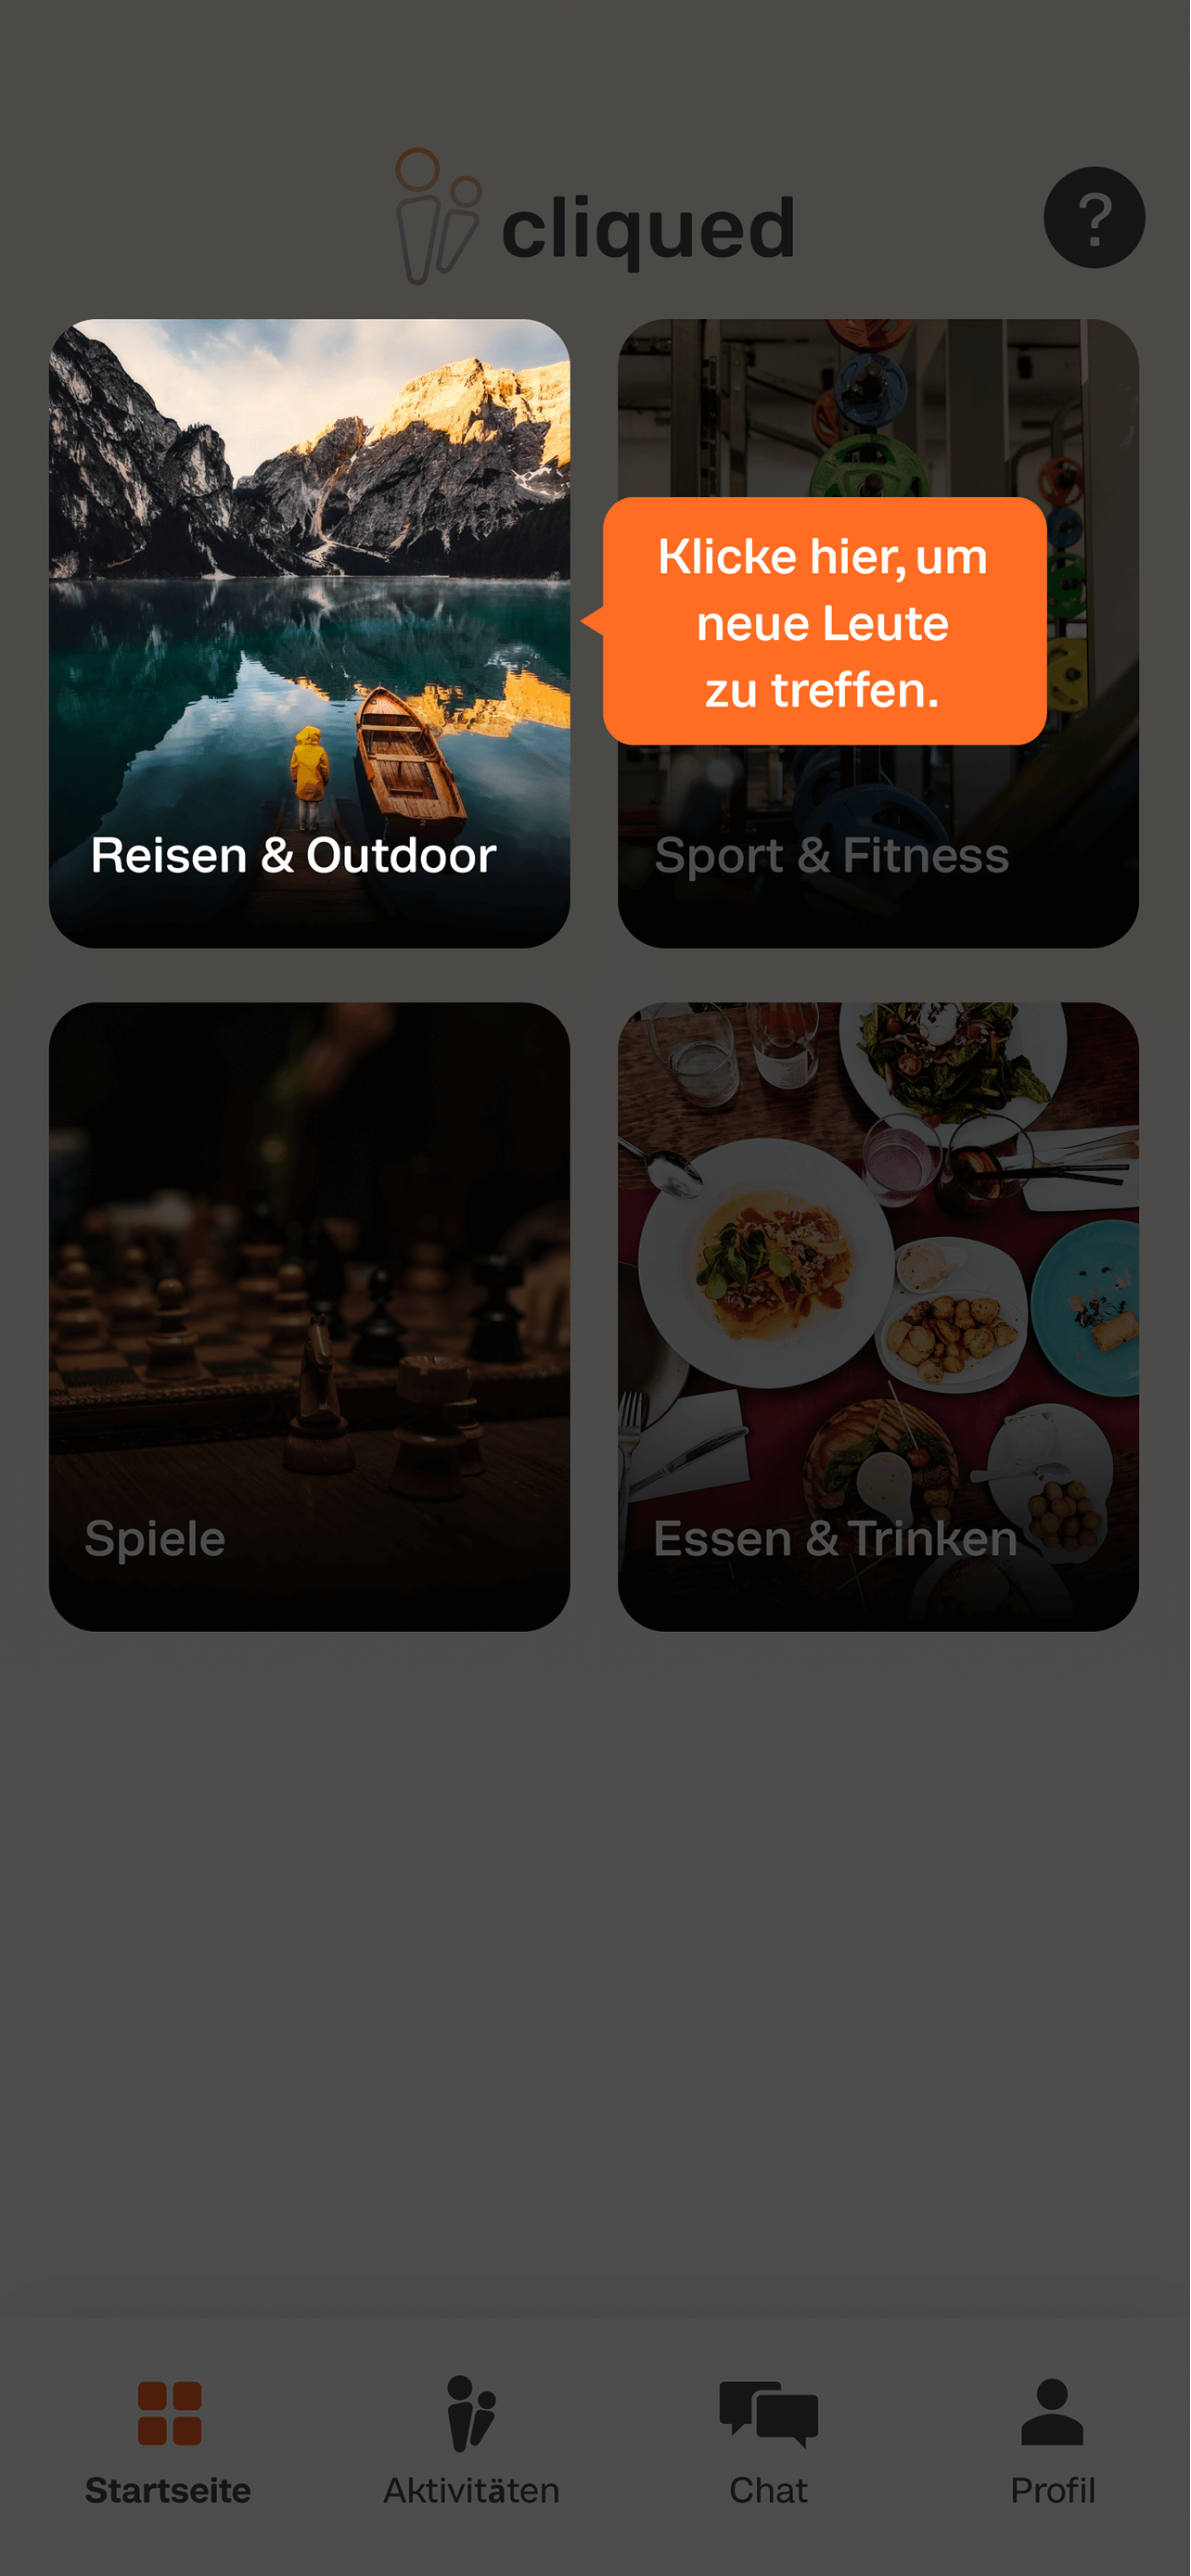 cliqued
?
Klicke hier, um
neue Leute
zu treffen.
Reisen & Outdoor
Sport & Fitness
Spiele
Essen & Trinken
Startseite
Aktivitäten
Chat
Profil